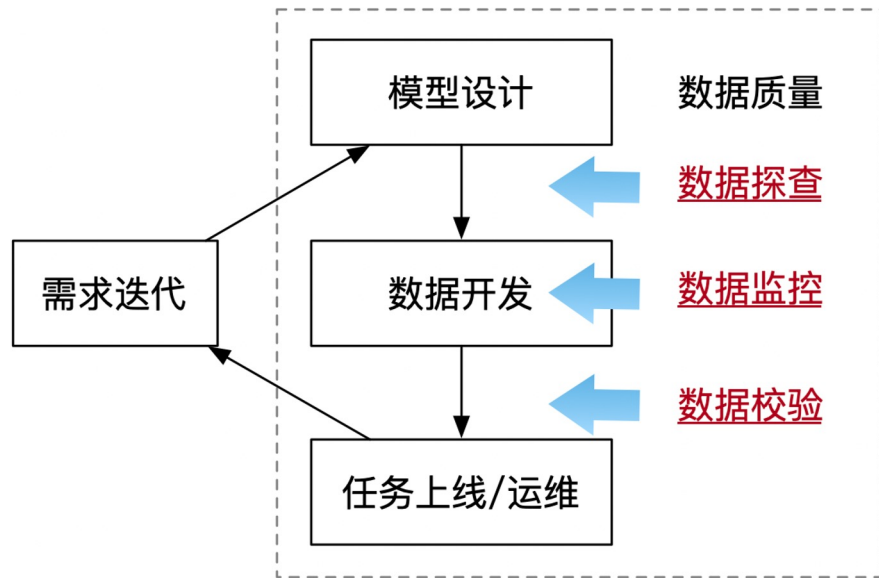 模型设计
数据质量
数据探查
需求迭代
数据开发
数据监控
数据校验
任务上线/运维